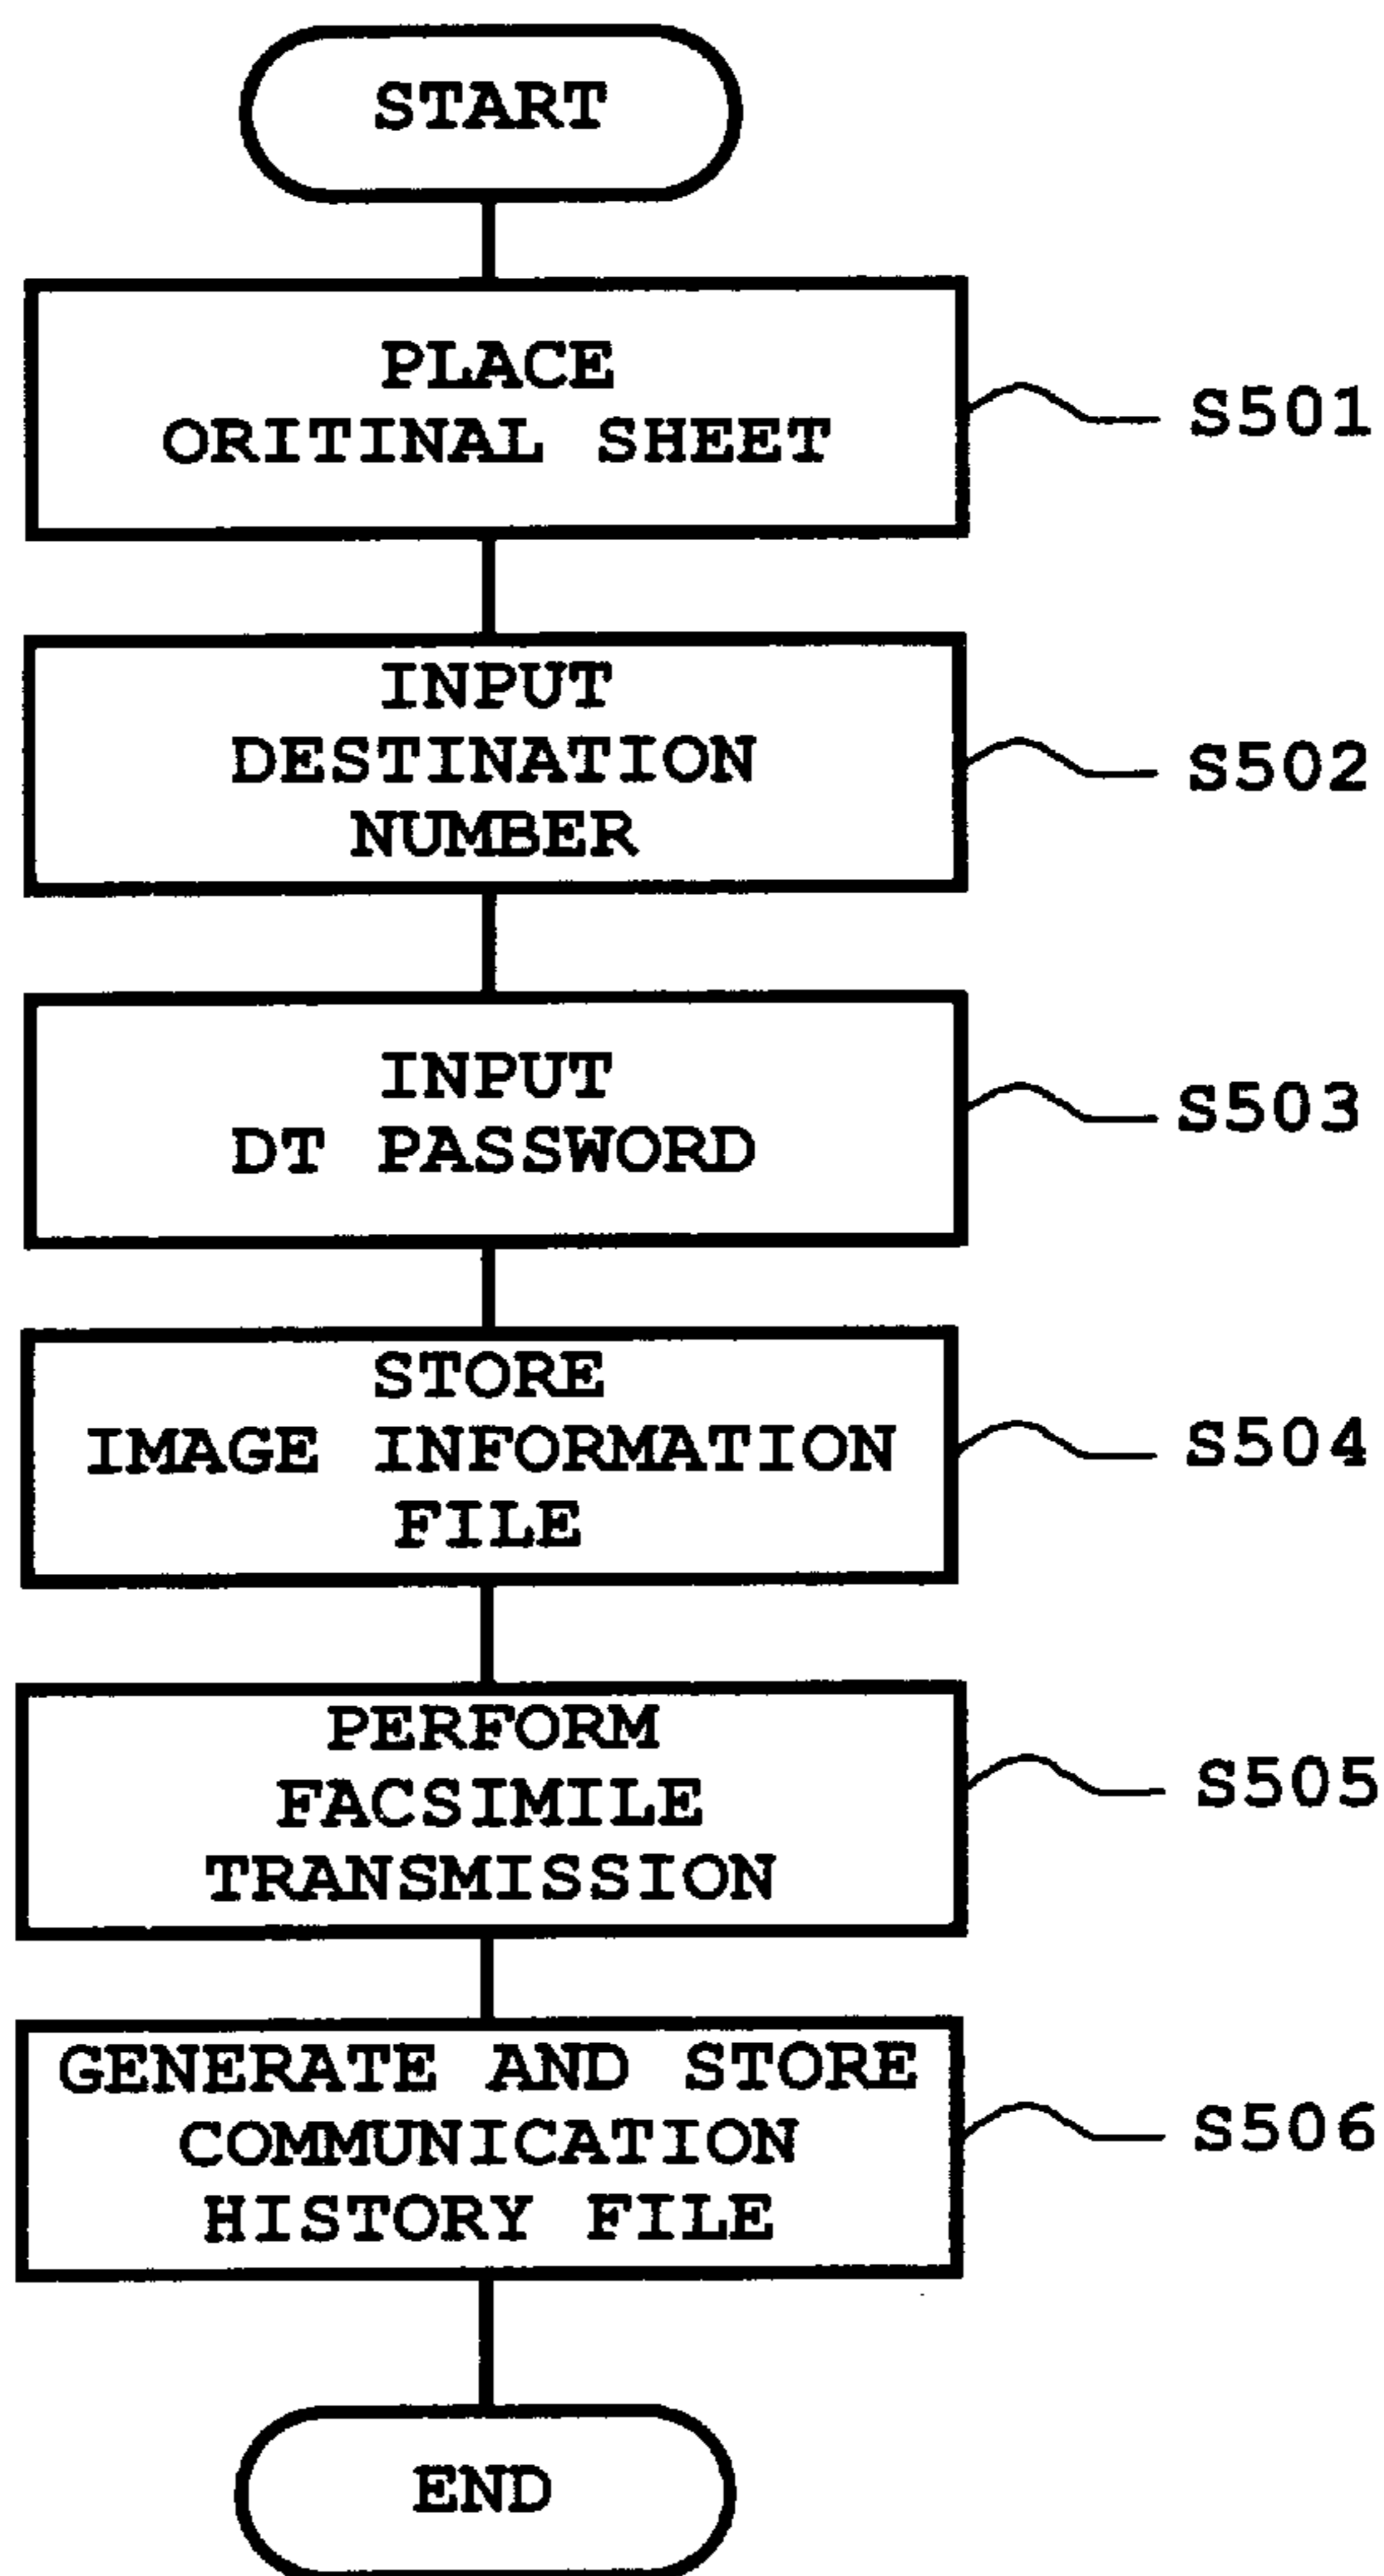 START
PLACE
ORITINAL SHEET
S501
INPUT
DESTINATION
NUMBER
S502
INPUT
DT PASSWORD
S503
STORE
IMAGE INFORMATION
FILE
S504
PERFORM
FACSIMILE
TRANSMISSION
S505
GENERATE AND STORE
COMMUNICATION
HISTORY FILE
S506
END